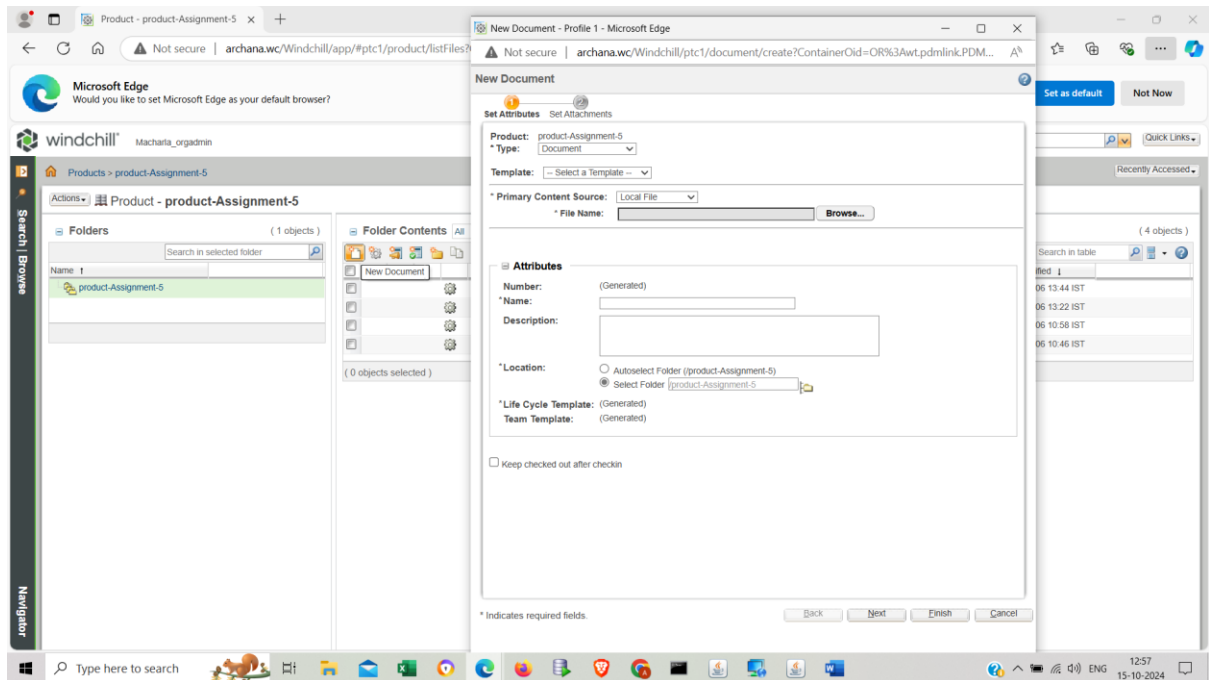 Product - product-Assignment-5
Not secure | archana.wc/Windchill/app/#ptc1/product/listFiles?
Microsoft Edge
Would you like to set Microsoft Edge as your default browser?
Set as default
Not Now
windchill
Macharla_orgadmin
Quick Links
Products > product-Assignment-5
Recently Accessed
Actions
Product - product-Assignment-5
Search | Browse
Navigator
Folders
( 1 objects )
Search in selected folder
Name
product-Assignment-5
Folder Contents
All
( 4 objects )
Search in table
New Document
ified
06 13:44 IST
06 13:22 IST
06 10:58 IST
06 10:46 IST
( 0 objects selected )
New Document - Profile 1 - Microsoft Edge
Not secure | archana.wc/Windchill/ptc1/document/create?ContainerOid=OR%3Awt.pdmlink.PDM...
New Document
1
2
Set Attributes Set Attachments
Product: product-Assignment-5
* Type: Document
Template: -- Select a Template --
* Primary Content Source: Local File
* File Name:
Browse...
Attributes
Number: (Generated)
*Name:
Description:
*Location: Autoselect Folder (/product-Assignment-5)
Select Folder /product-Assignment-5
*Life Cycle Template: (Generated)
Team Template: (Generated)
Keep checked out after checkin
* Indicates required fields.
Back
Next
Finish
Cancel
Type here to search
ENG
12:57
15-10-2024